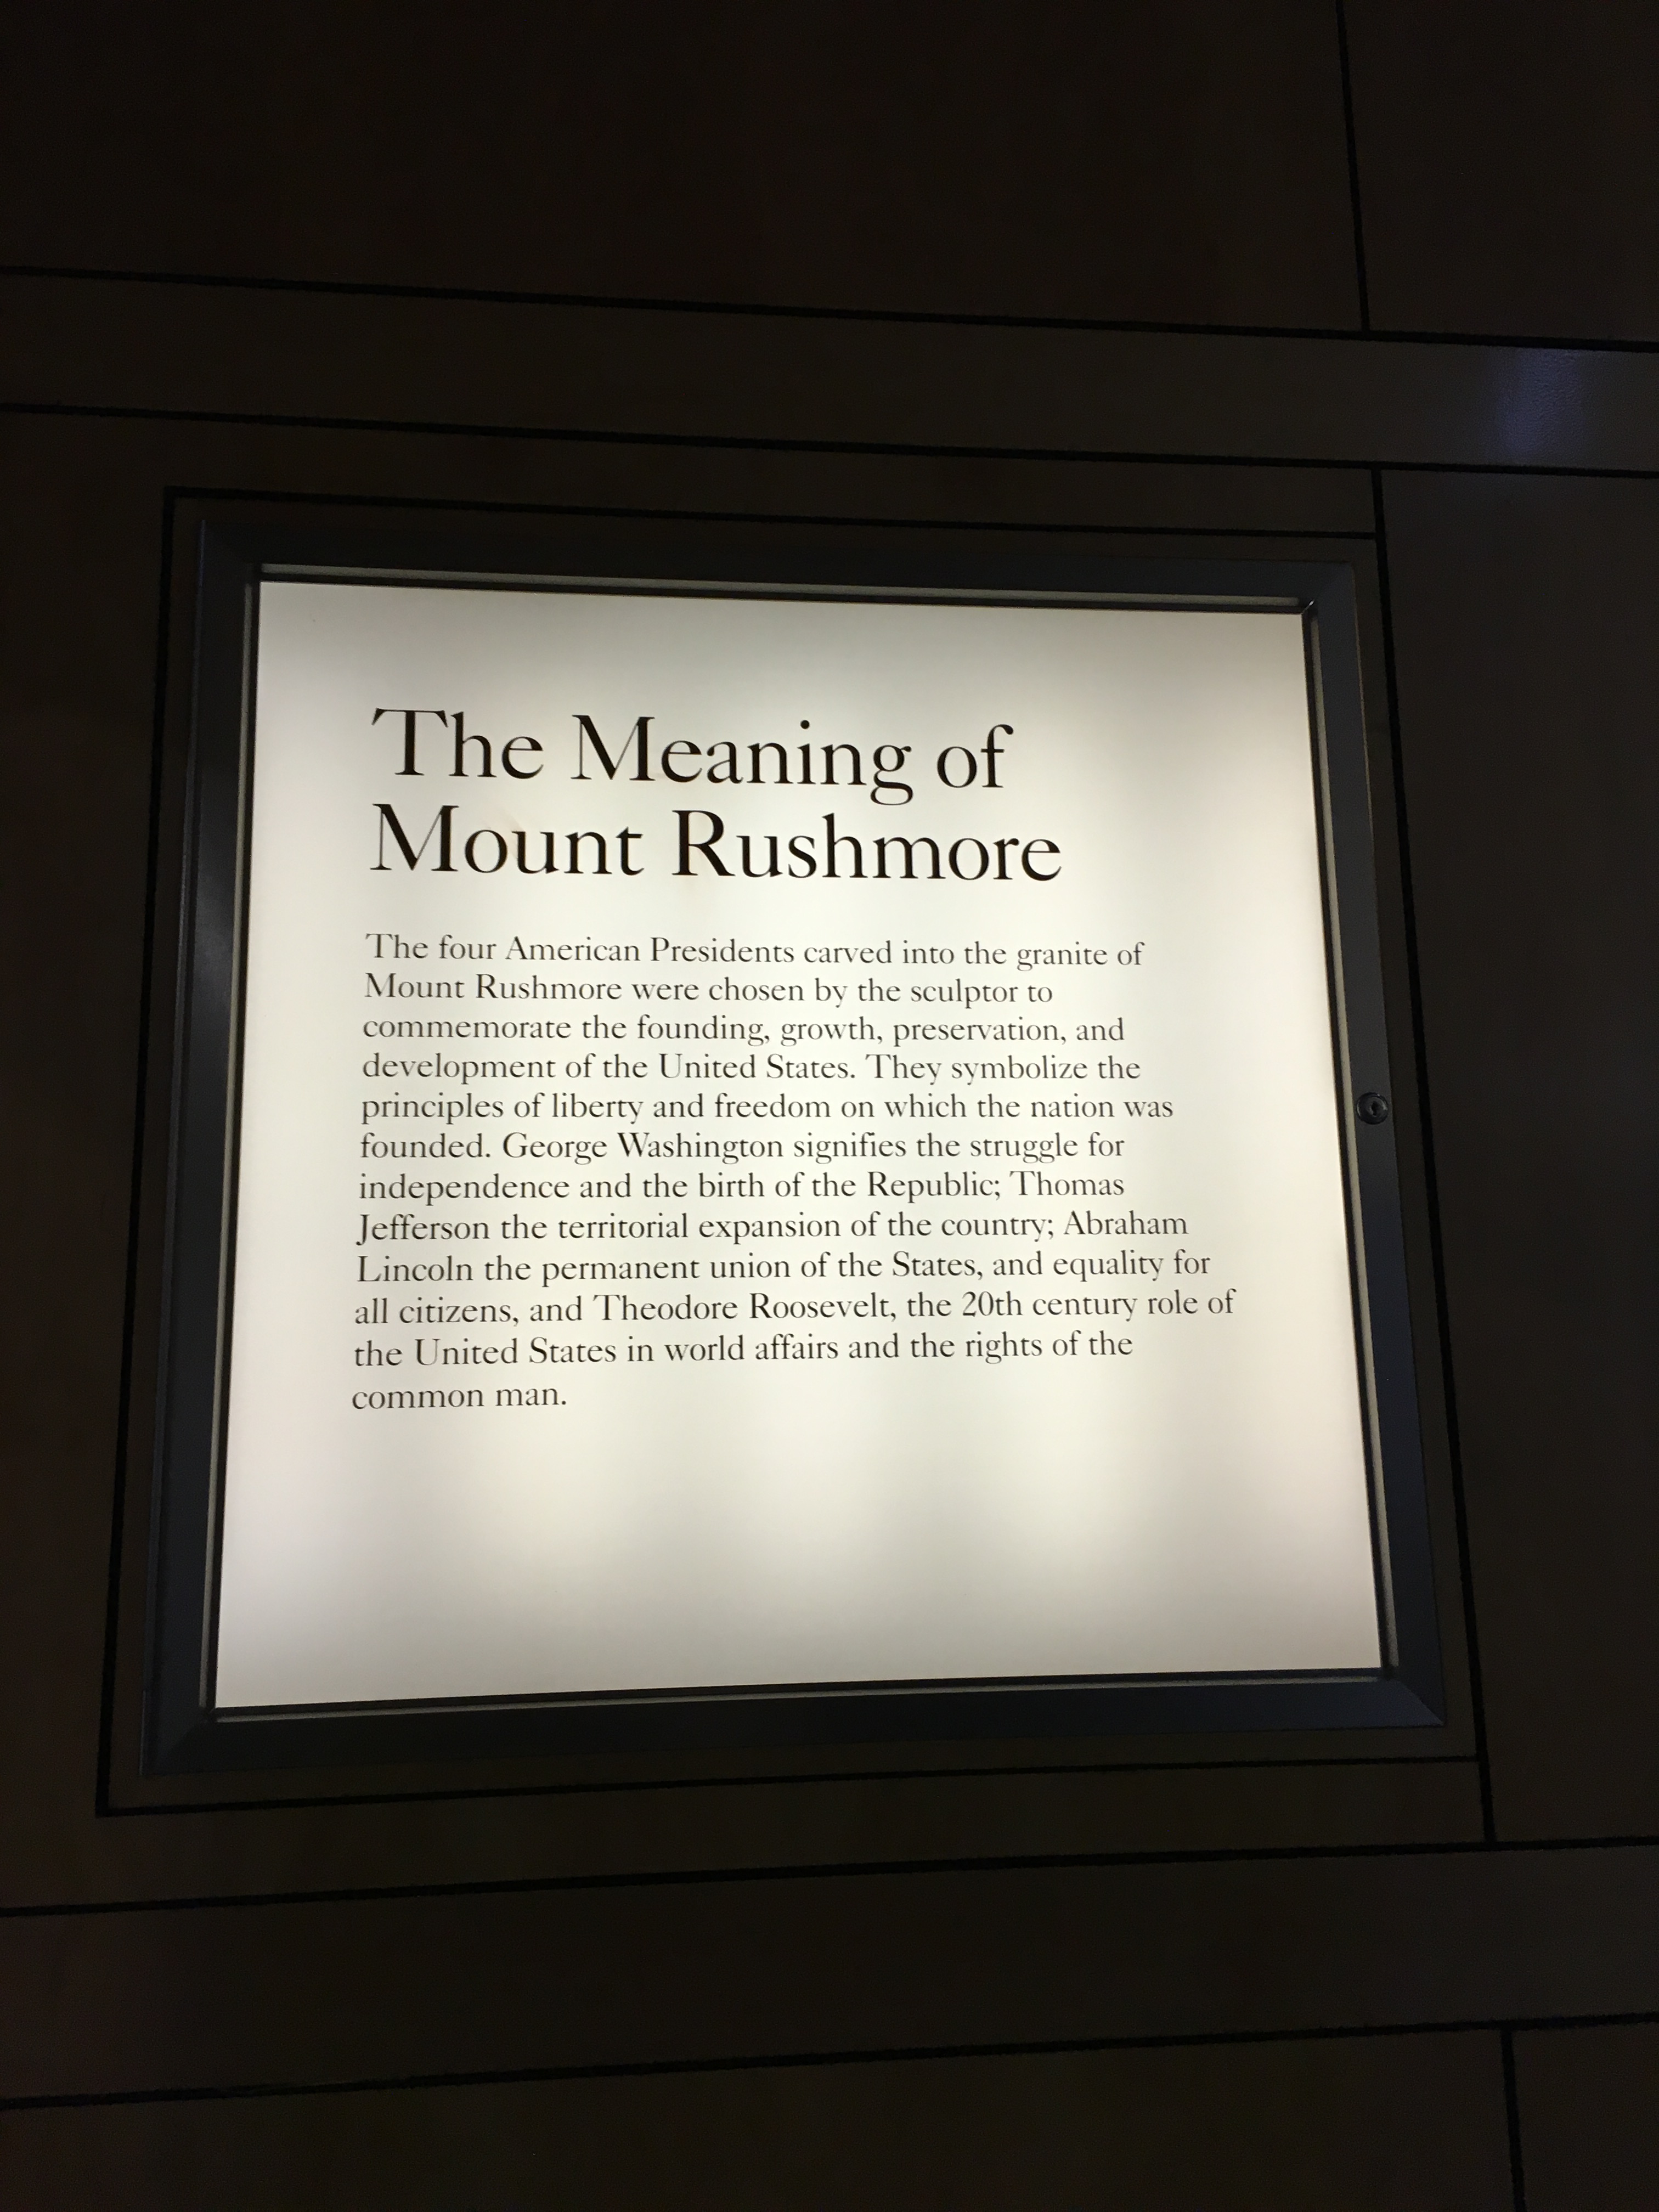 The Meaning of
Mount Rushmore
The four American Presidents carved into the granite of
Mount Rushmore were chosen by the sculptor to
commemorate the founding, growth, preservation, and
development of the United States. They symbolize the
principles of liberty and freedom on which the nation was
founded. George Washington signifies the struggle for
independence and the birth of the Republic; Thomas
Jefferson the territorial expansion of the country; Abraham
Lincoln the permanent union of the States, and equality for
all citizens, and Theodore Roosevelt, the 20th century role of
the United States in world affairs and the rights of the
common man.